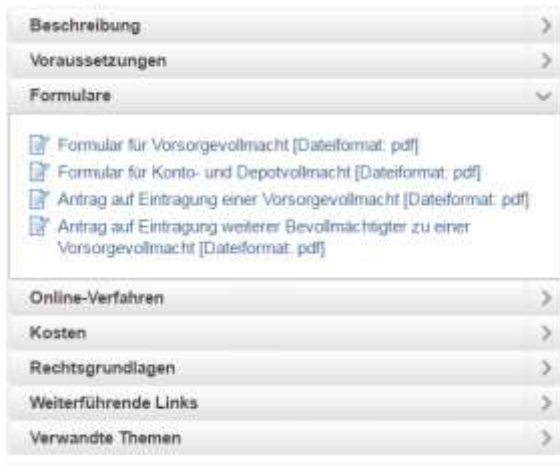 Beschreibung
Voraussetzungen
Formulare
Formular für Vorsorgevollmacht [Dateiformat: pdf]
Formular für Konto- und Depotvollmacht [Dateiformat: pdf]
Antrag auf Eintragung einer Vorsorgevollmacht [Dateiformat: pdf]
Antrag auf Eintragung weiterer Bevollmächtigter zu einer
Vorsorgevollmacht [Dateiformat: pdf]
Online-Verfahren
Kosten
Rechtsgrundlagen
Weiterführende Links
Verwandte Themen